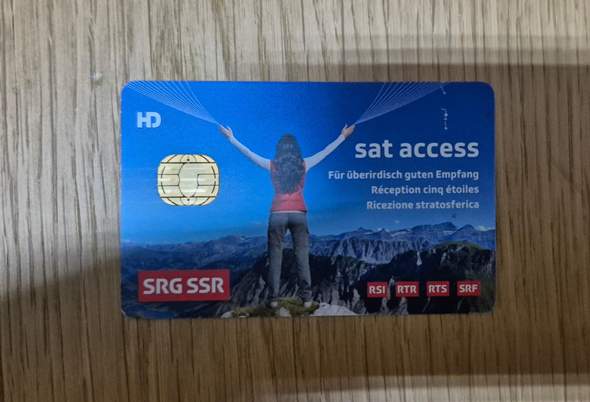 HD
sat access
Für überirdisch guten Empfang
Réception cinq étoiles
Ricezione stratosferica
SRG SSR
RSI RTR RTS SRF